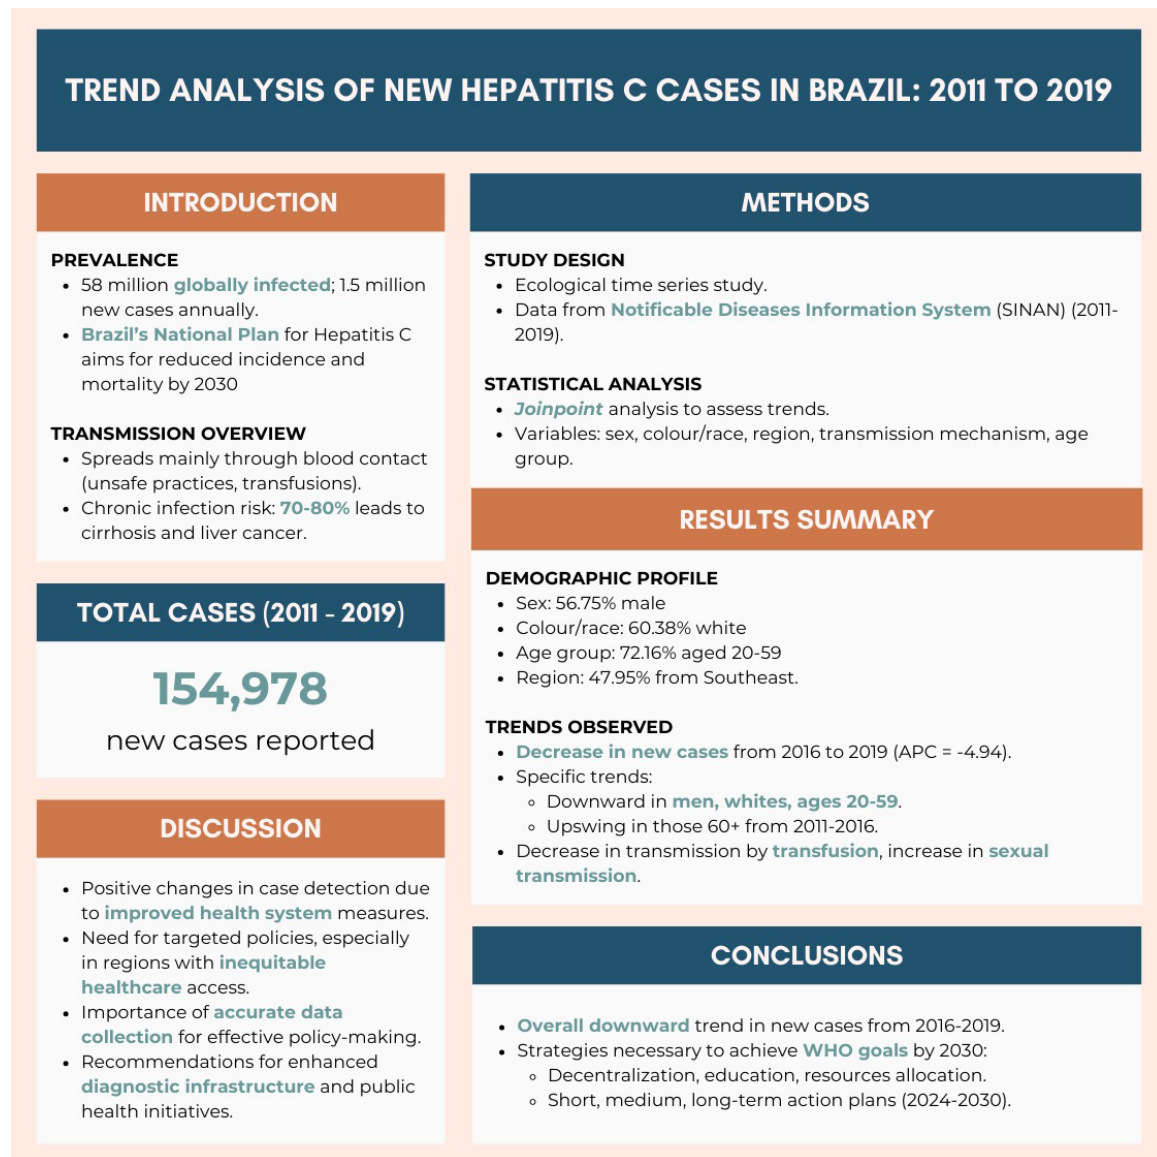 TREND ANALYSIS OF NEW HEPATITIS C CASES IN BRAZIL: 2011 TO 2019
INTRODUCTION
PREVALENCE
• 58 million globally infected; 1.5 million
new cases annually.
• Brazil's National Plan for Hepatitis C
aims for reduced incidence and
mortality by 2030
TRANSMISSION OVERVIEW
• Spreads mainly through blood contact
(unsafe practices, transfusions).
• Chronic infection risk: 70-80% leads to
cirrhosis and liver cancer.
TOTAL CASES (2011 - 2019)
154,978
new cases reported
DISCUSSION
• Positive changes in case detection due
to improved health system measures.
• Need for targeted policies, especially
in regions with inequitable
healthcare access.
• Importance of accurate data
collection for effective policy-making.
• Recommendations for enhanced
diagnostic infrastructure and public
health initiatives.
METHODS
STUDY DESIGN
• Ecological time series study.
• Data from Notificable Diseases Information System (SINAN) (2011-
2019).
STATISTICAL ANALYSIS
• Joinpoint analysis to assess trends.
• Variables: sex, colour/race, region, transmission mechanism, age
group.
RESULTS SUMMARY
DEMOGRAPHIC PROFILE
• Sex: 56.75% male
• Colour/race: 60.38% white
• Age group: 72.16% aged 20-59
• Region: 47.95% from Southeast.
TRENDS OBSERVED
• Decrease in new cases from 2016 to 2019 (APC = -4.94).
• Specific trends:
◦ Downward in men, whites, ages 20-59.
◦ Upswing in those 60+ from 2011-2016.
• Decrease in transmission by transfusion, increase in sexual
transmission.
CONCLUSIONS
• Overall downward trend in new cases from 2016-2019.
• Strategies necessary to achieve WHO goals by 2030:
◦ Decentralization, education, resources allocation.
◦ Short, medium, long-term action plans (2024-2030).